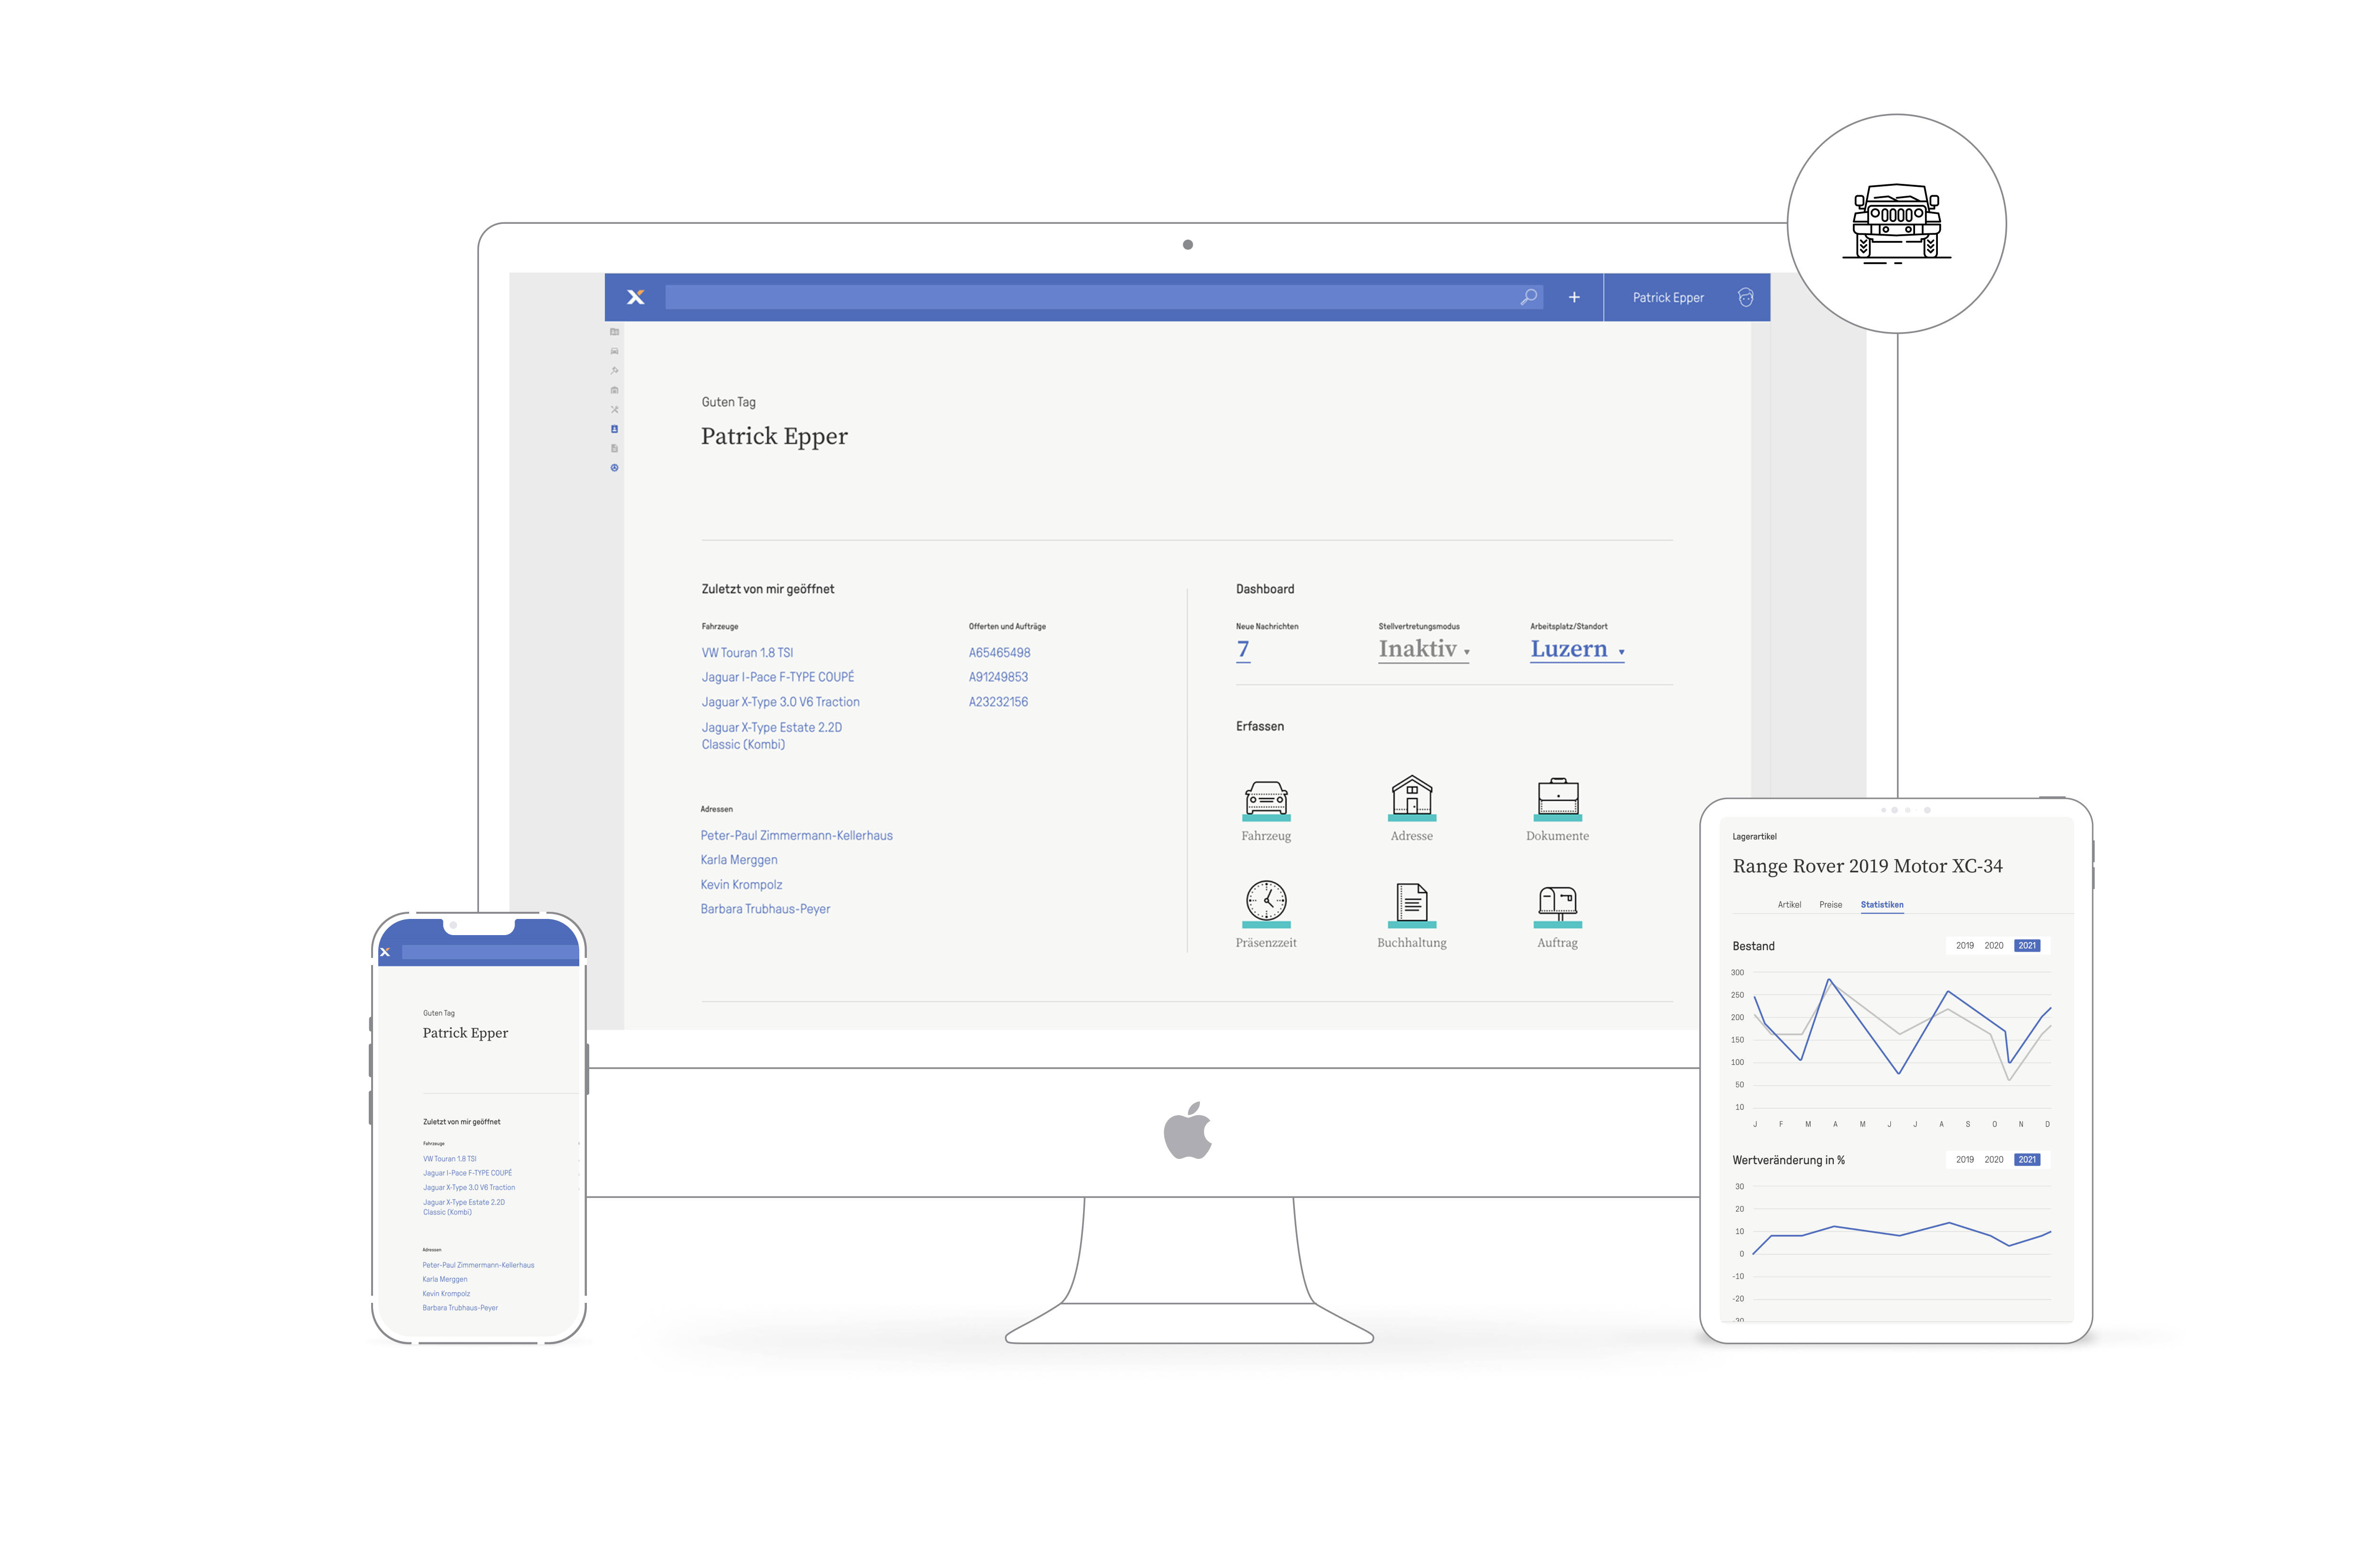 Patrick Epper
Guten Tag
Patrick Epper
Zuletzt von mir geöffnet
Fahrzeuge
VW Touran 1.8 TSI
Jaguar I-Pace F-TYPE COUPÉ
Jaguar X-Type 3.0 V6 Traction
Jaguar X-Type Estate 2.2D
Classic (Kombi)
Offerten und Aufträge
A65465498
A91249853
A23232156
Adressen
Peter-Paul Zimmermann-Kellerhaus
Karla Merggen
Kevin Krompolz
Barbara Trubhaus-Peyer
Dashboard
Neue Nachrichten
7
Stellvertretungsmodus
Inaktiv
Arbeitsplatz/Standort
Luzern
Erfassen
Fahrzeug
Adresse
Dokumente
Präsenzzeit
Buchhaltung
Auftrag
Guten Tag
Patrick Epper
Zuletzt von mir geöffnet
Fahrzeuge
VW Touran 1.8 TSI
Jaguar I-Pace F-TYPE COUPÉ
Jaguar X-Type 3.0 V6 Traction
Jaguar X-Type Estate 2.2D
Classic (Kombi)
Adressen
Peter-Paul Zimmermann-Kellerhaus
Karla Merggen
Kevin Krompolz
Barbara Trubhaus-Peyer
Lagerartikel
Range Rover 2019 Motor XC-34
Artikel Preise Statistiken
Bestand 2019 2020 2021
300
250
200
150
100
50
10
J F M A M J J A S O N D
Wertveränderung in % 2019 2020 2021
30
20
10
0
-10
-20
-30